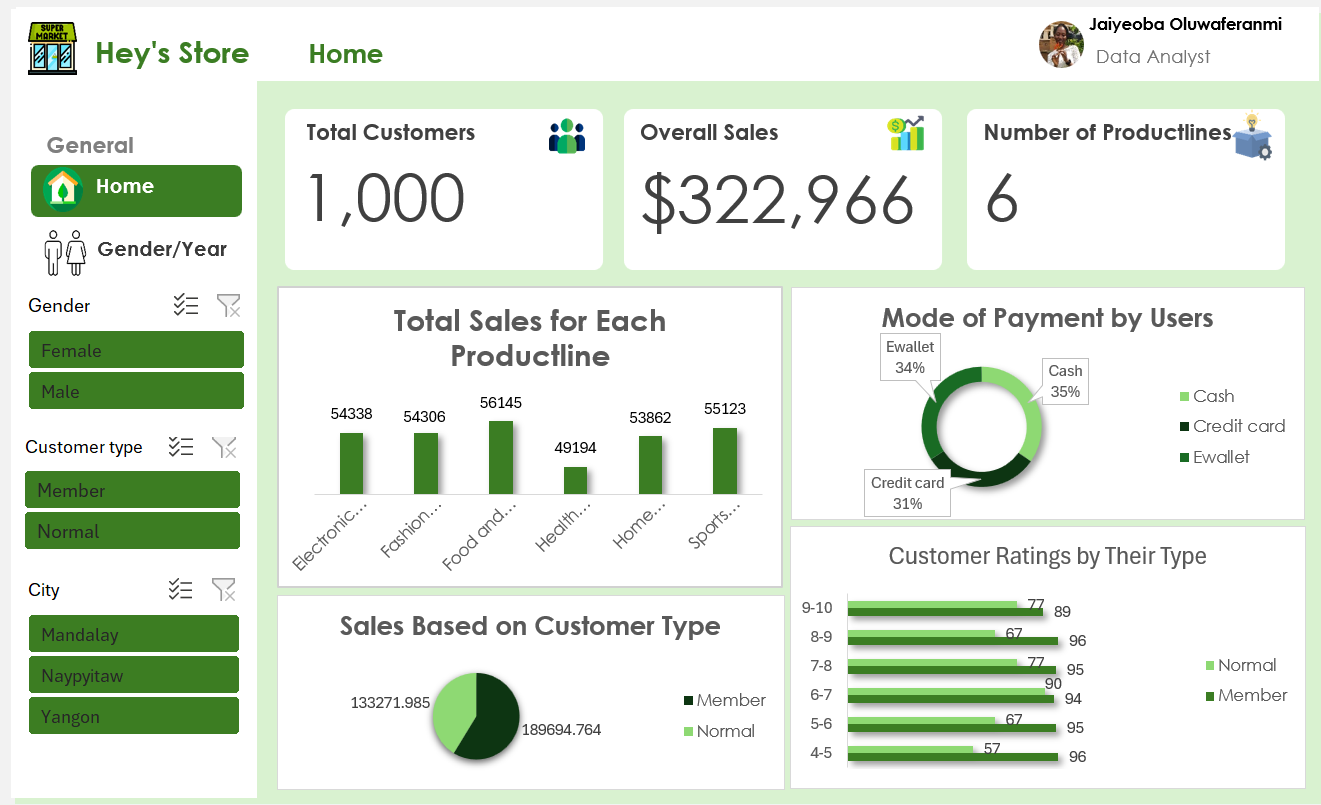 SUPER
MARKET
Hey's Store
Home
Jaiyeoba Oluwaferanmi
Data Analyst
General
Home
Gender/Year
Gender
Female
Male
Customer type
Member
Normal
City
Mandalay
Naypyitaw
Yangon
Total Customers
1,000
Overall Sales
$322,966
Number of Productlines
6
Total Sales for Each
Productline
54338
54306
56145
49194
53862
55123
Electronic...
Fashion...
Food and...
Health...
Home...
Sports...
Mode of Payment by Users
Ewallet
34%
Cash
35%
Credit card
31%
Cash
Credit card
Ewallet
Sales Based on Customer Type
133271.985
189694.764
Member
Normal
Customer Ratings by Their Type
9-10
77
89
8-9
67
96
7-8
77
95
6-7
90
94
5-6
67
95
4-5
57
96
Normal
Member